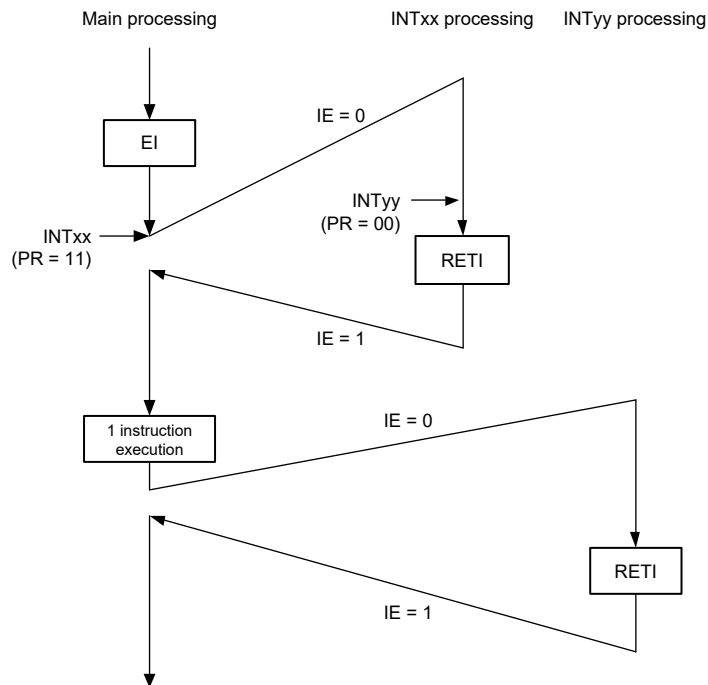 Main processing
INTxx processing
INTyy processing
IE = 0
EI
INTyy
(PR = 00)
INTxx
(PR = 11)
RETI
IE = 1
IE = 0
1 instruction
execution
RETI
IE = 1